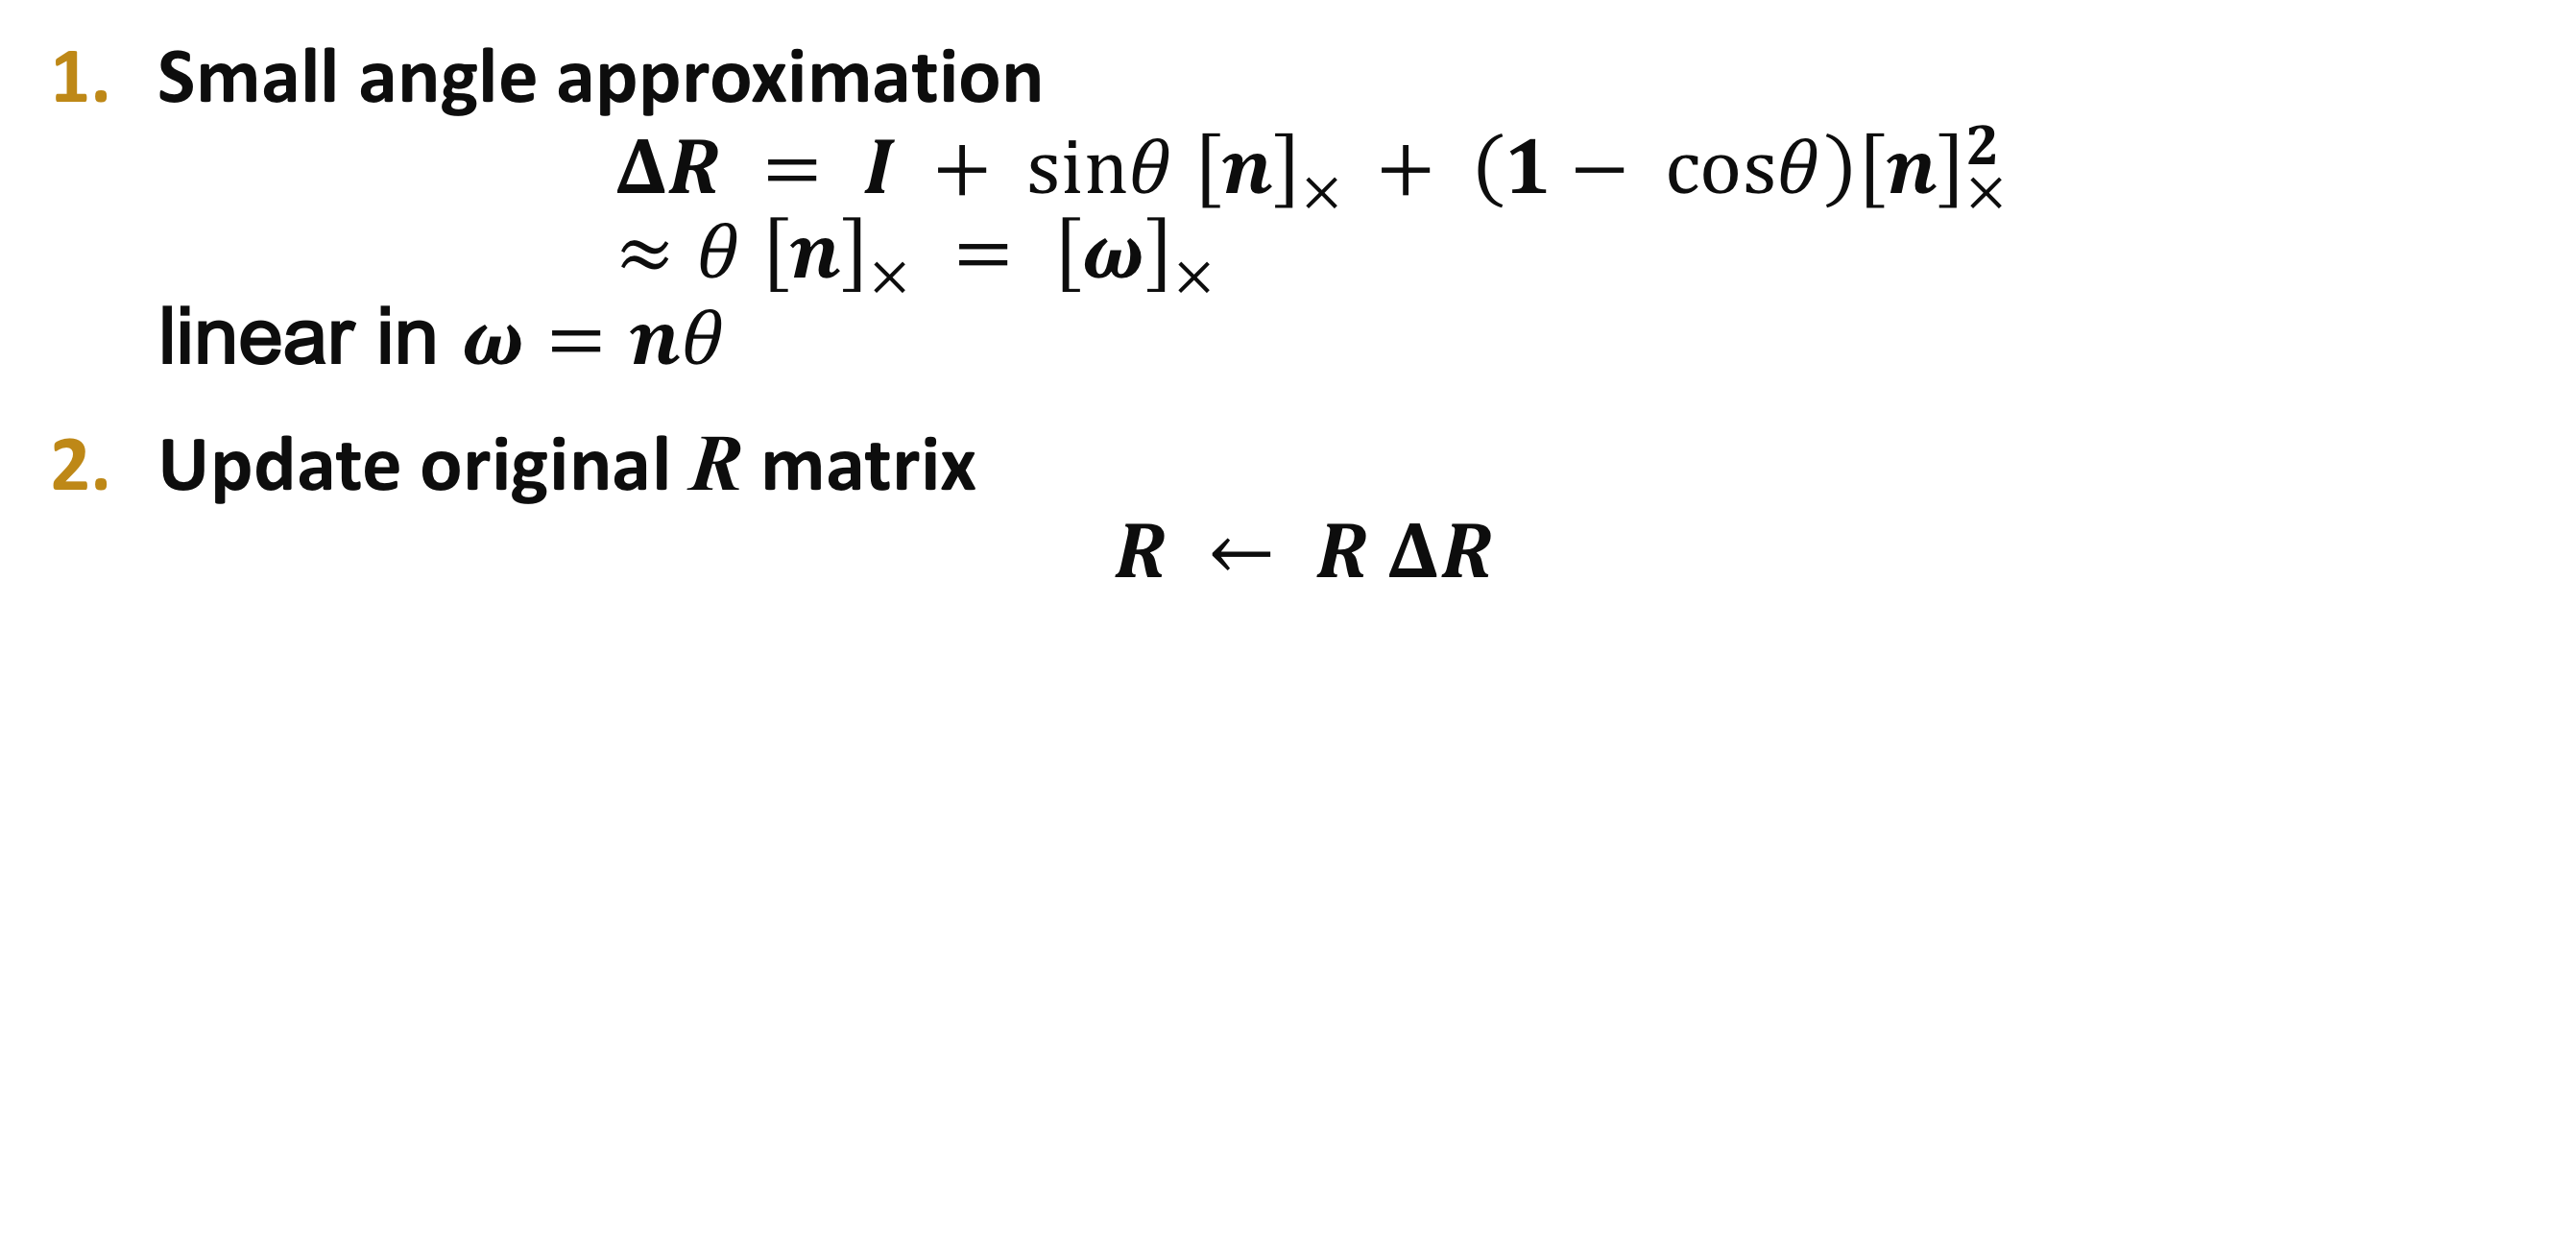 1. Small angle approximation
𝚫𝑹 = 𝑰 + sin𝜃 [𝒏]× + (𝟏 − cos𝜃)[𝒏]×²
≈ 𝜃 [𝒏]× = [𝝎]×
linear in 𝝎 = 𝒏𝜃
2. Update original 𝑹 matrix
𝑹 ← 𝑹 𝚫𝑹